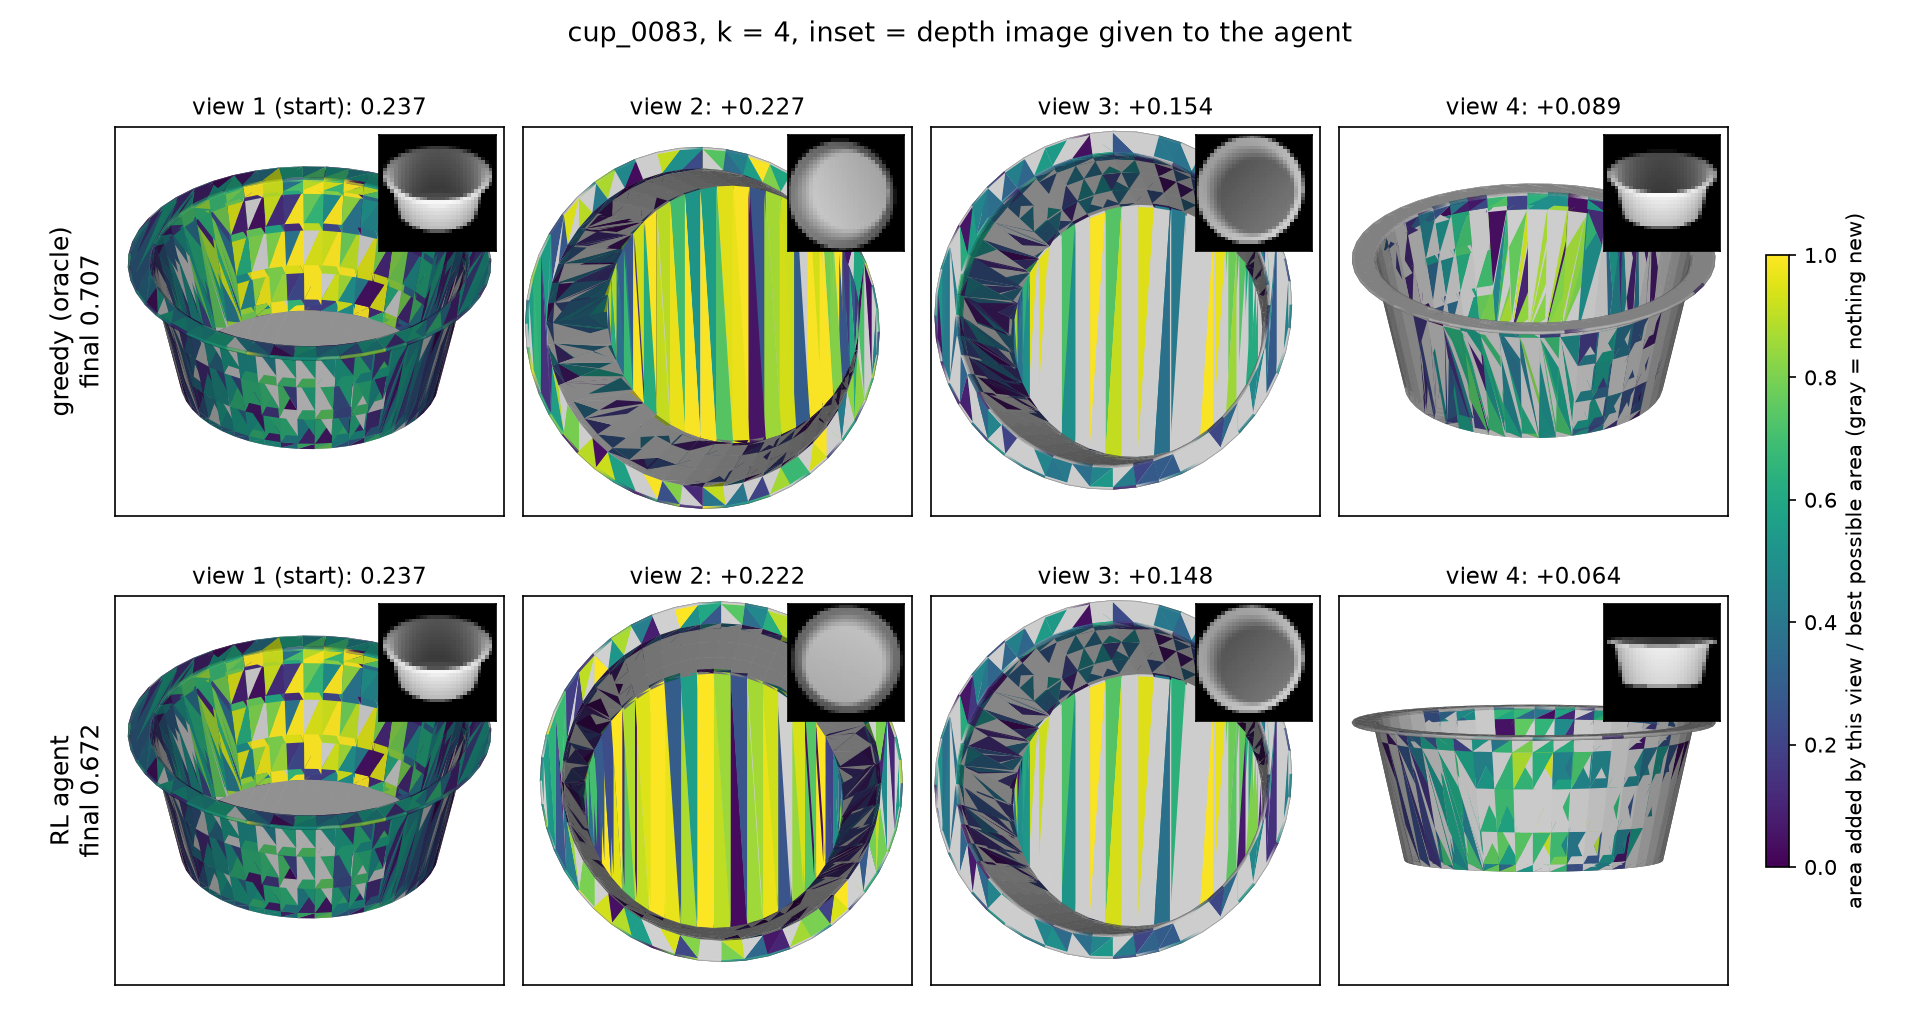 cup_0083, k = 4, inset = depth image given to the agent
greedy (oracle)
final 0.707
view 1 (start): 0.237
view 2: +0.227
view 3: +0.154
view 4: +0.089
RL agent
final 0.672
view 1 (start): 0.237
view 2: +0.222
view 3: +0.148
view 4: +0.064
1.0
0.8
0.6
0.4
0.2
0.0
area added by this view / best possible area (gray = nothing new)